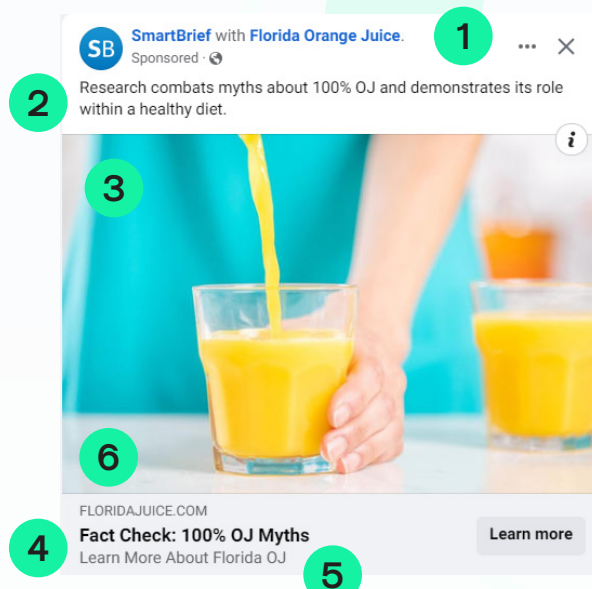 SB
SmartBrief with Florida Orange Juice.
1
Sponsored ·
2
Research combats myths about 100% OJ and demonstrates its role
within a healthy diet.
i
3
6
FLORIDAJUICE.COM
4
Fact Check: 100% OJ Myths
Learn more
Learn More About Florida OJ
5